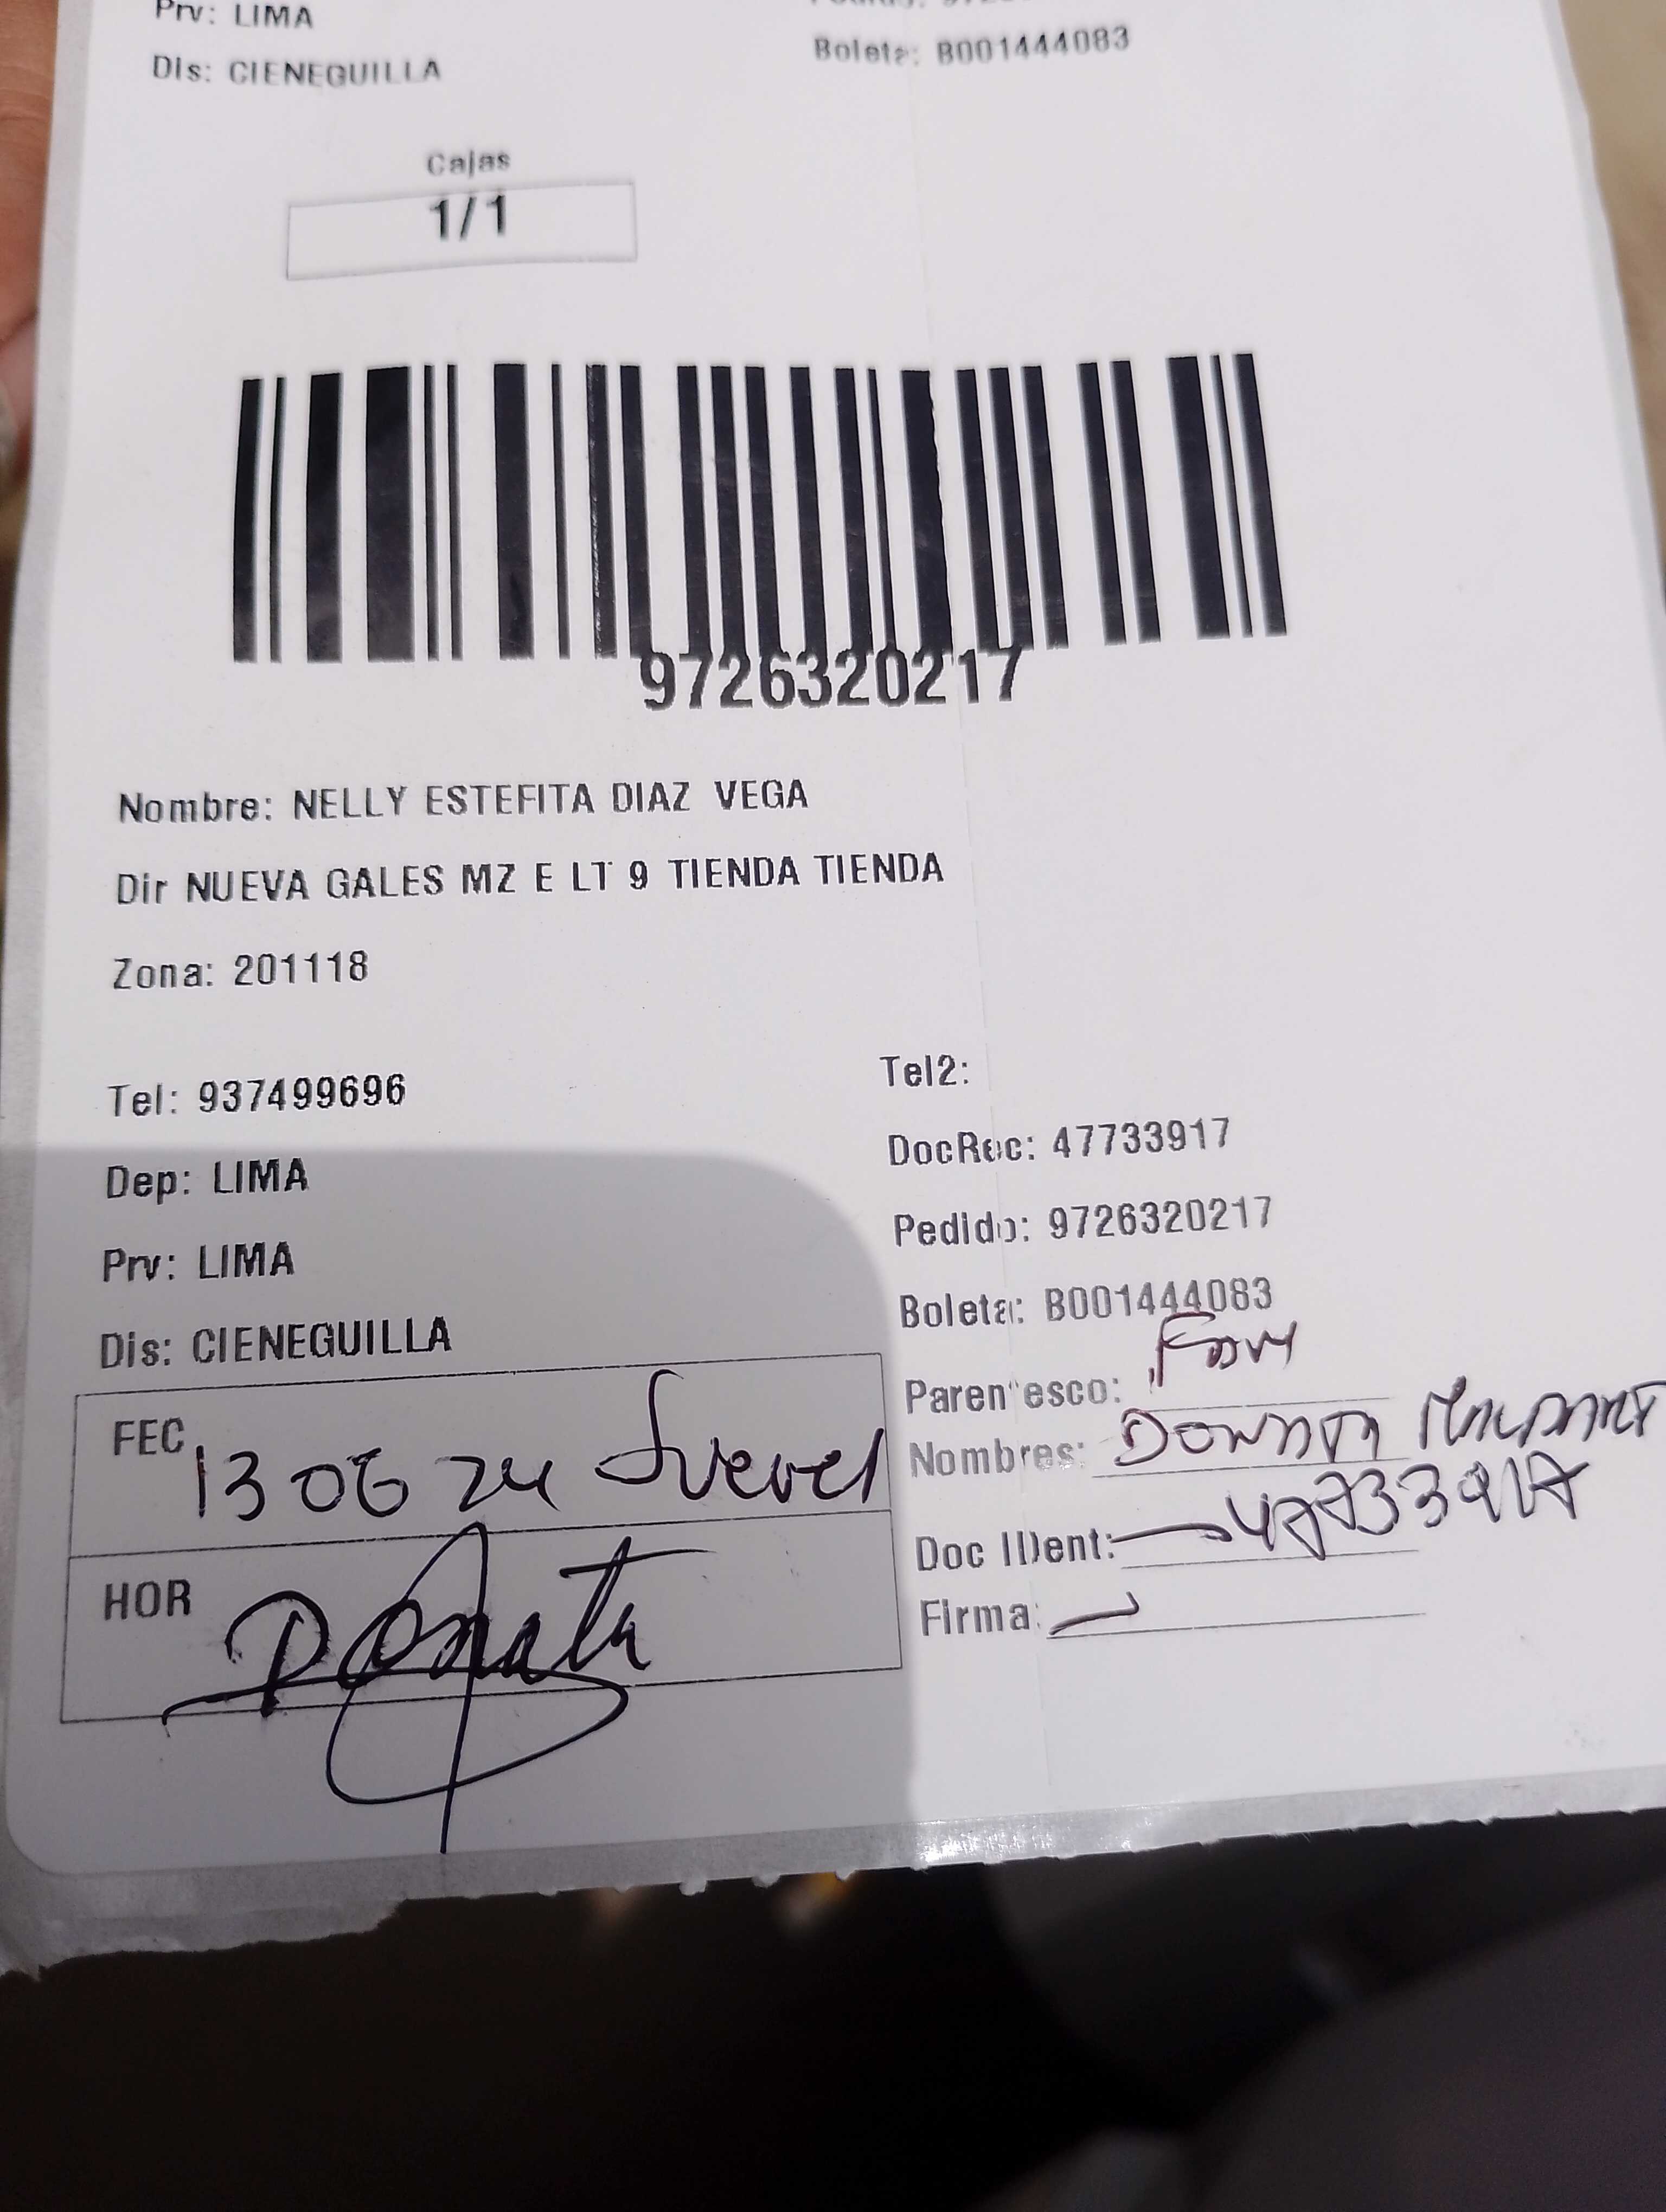 Prv: LIMA
Dis: CIENEGUILLA
Boleta: B001444083
Cajas
1/1
9726320217
Nombre: NELLY ESTEFITA DIAZ VEGA
Dir NUEVA GALES MZ E LT 9 TIENDA TIENDA
Zona: 201118
Tel: 937499696
Tel2:
DocRec: 47733917
Dep: LIMA
Pedido: 9726320217
Prv: LIMA
Boleta: B001444083
Dis: CIENEGUILLA
Parentesco:
FEC 13 06 24
Nombres:
HOR Donata
Doc IDent: 47733917
Firma: